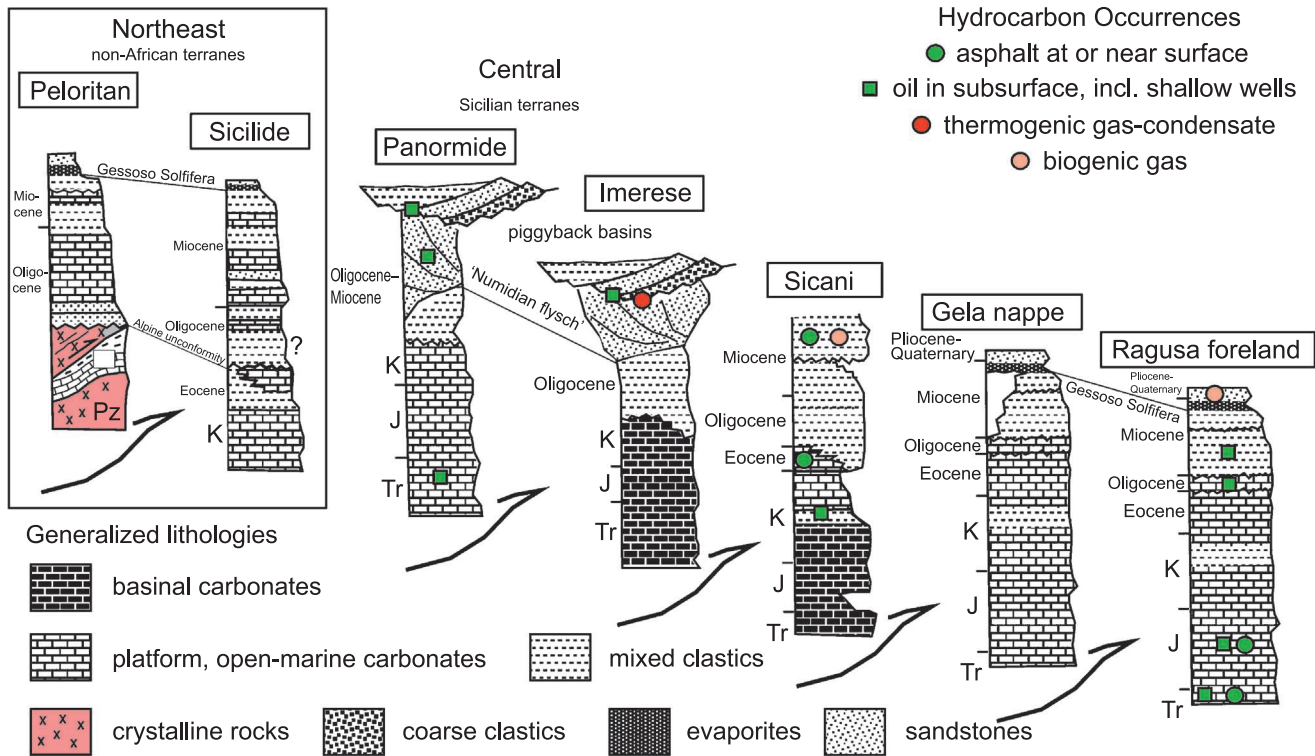 Northeast
non-African terranes
Peloritan
Sicilide
Gessoso Solfifera
Mio-
cene
Oligo-
cene
Pz
Alpine unconformity
Miocene
Oligocene
?
Eocene
K
Central
Sicilian terranes
Panormide
Imerese
piggyback basins
Oligocene–
Miocene
'Numidian flysch'
K
J
Tr
Oligocene
K
J
Tr
Sicani
Miocene
Oligocene
Eocene
K
J
Tr
Gela nappe
Pliocene-
Quaternary
Miocene
Oligocene
Eocene
K
J
Tr
Gessoso Solfifera
Ragusa foreland
Pliocene-
Quaternary
Miocene
Oligocene
Eocene
K
J
Tr
Hydrocarbon Occurrences
asphalt at or near surface
oil in subsurface, incl. shallow wells
thermogenic gas-condensate
biogenic gas
Generalized lithologies
basinal carbonates
platform, open-marine carbonates
mixed clastics
crystalline rocks
coarse clastics
evaporites
sandstones